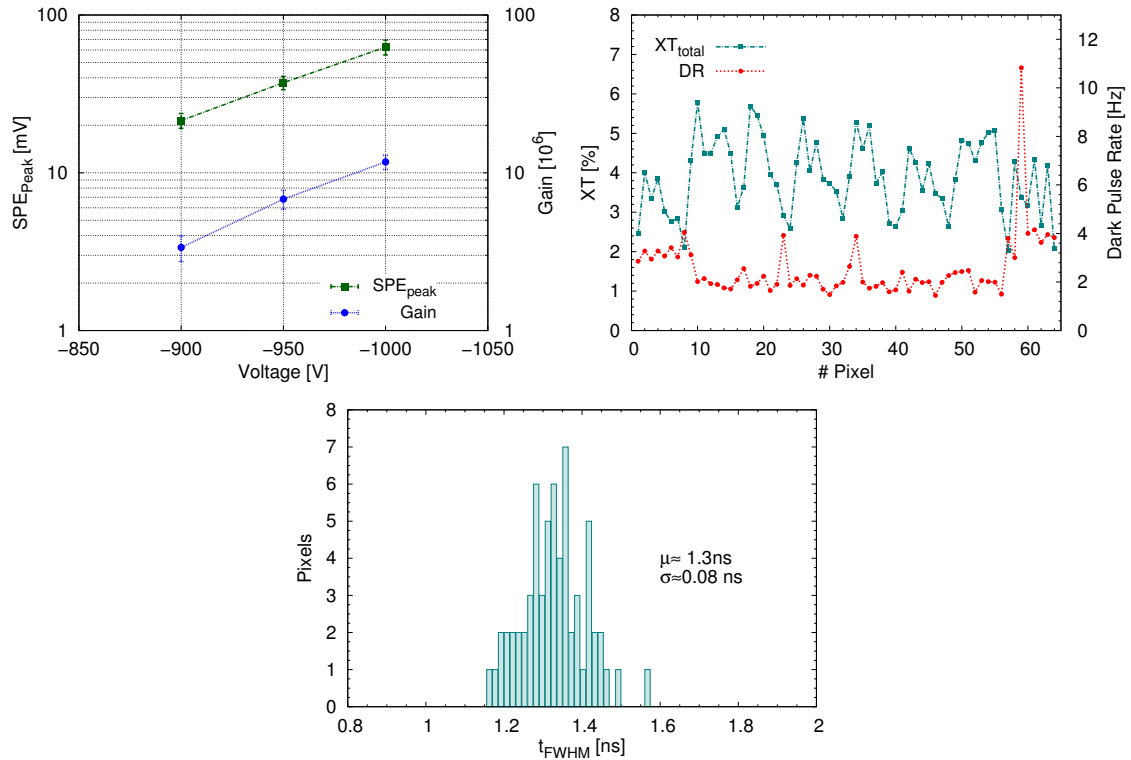 100
10
1
SPE_Peak [mV]
100
10
1
Gain [10^6]
SPE_peak
Gain
−850 −900 −950 −1000 −1050
Voltage [V]
8
7
6
5
4
3
2
1
0
XT [%]
XT_total
DR
12
10
8
6
4
2
0
Dark Pulse Rate [Hz]
0 10 20 30 40 50 60
# Pixel
8
7
6
5
4
3
2
1
0
Pixels
μ≈ 1.3ns
σ≈0.08 ns
0.8 1 1.2 1.4 1.6 1.8 2
t_FWHM [ns]